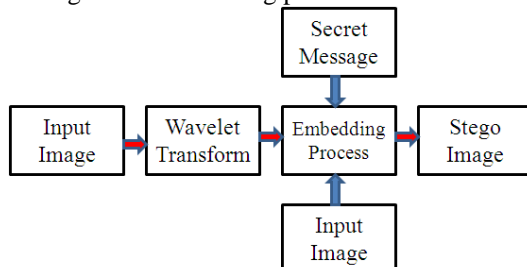 Secret
Message
Input
Image
Wavelet
Transform
Embedding
Process
Stego
Image
Input
Image